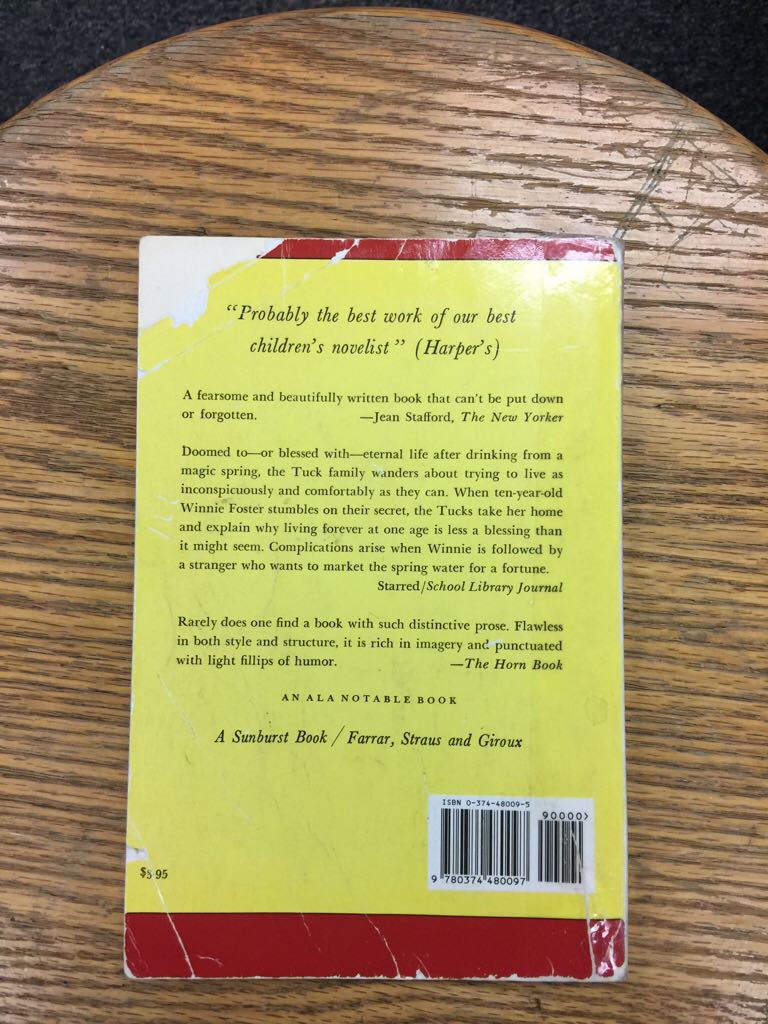 “Probably the best work of our best
children's novelist” (Harper's)
A fearsome and beautifully written book that can't be put down
or forgotten. —Jean Stafford, The New Yorker
Doomed to—or blessed with—eternal life after drinking from a
magic spring, the Tuck family wanders about trying to live as
inconspicuously and comfortably as they can. When ten-year-old
Winnie Foster stumbles on their secret, the Tucks take her home
and explain why living forever at one age is less a blessing than
it might seem. Complications arise when Winnie is followed by
a stranger who wants to market the spring water for a fortune.
Starred/School Library Journal
Rarely does one find a book with such distinctive prose. Flawless
in both style and structure, it is rich in imagery and punctuated
with light fillips of humor. —The Horn Book
AN ALA NOTABLE BOOK
A Sunburst Book / Farrar, Straus and Giroux
ISBN 0-374-48009-5
90000>
9 780374 480097